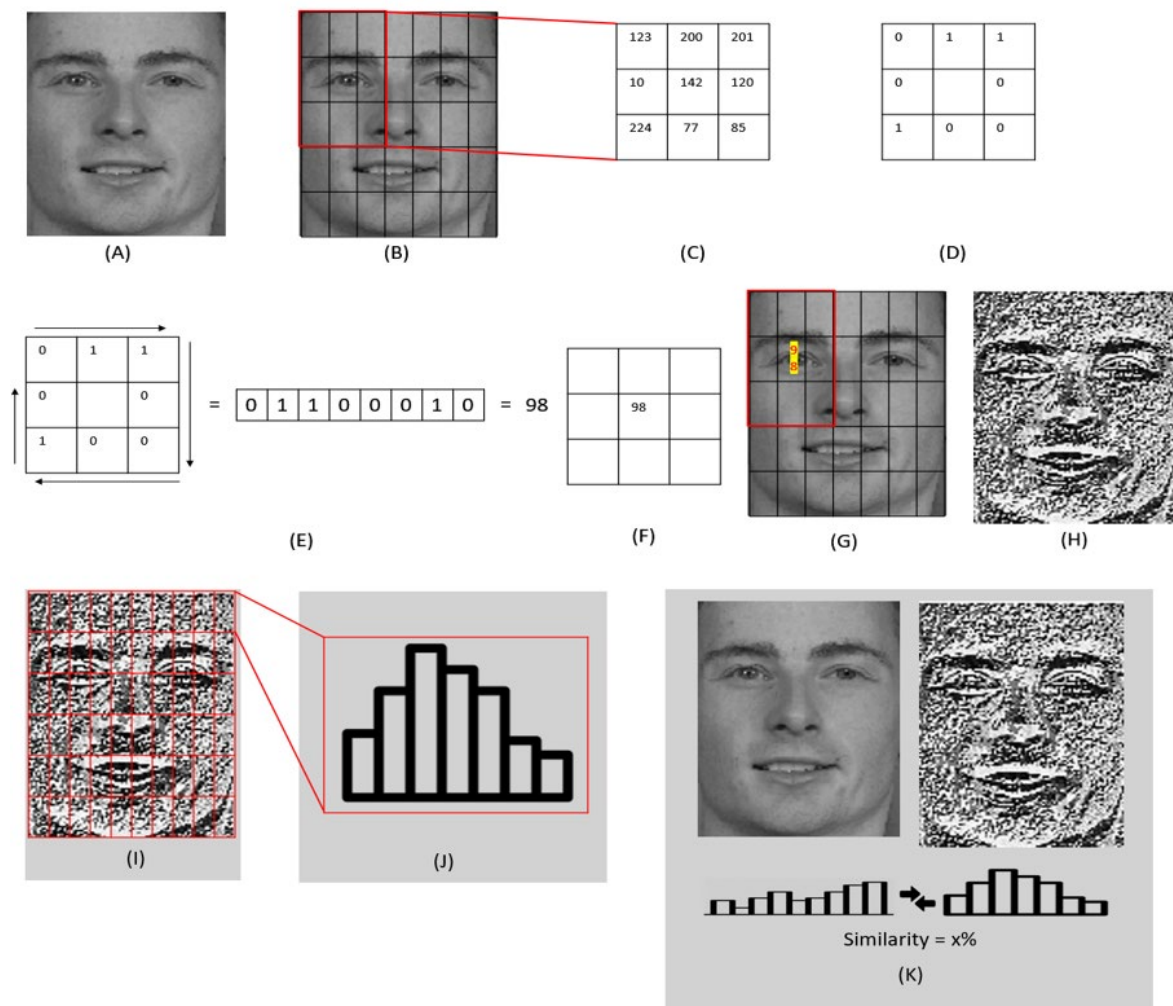 123 200 201
10 142 120
224 77 85
0 1 1
0 0
1 0 0
(A)
(B)
(C)
(D)
0 1 1
0 0
1 0 0
= 0 1 1 0 0 0 1 0 = 98
98
9
8
(E)
(F)
(G)
(H)
(I)
(J)
Similarity = x%
(K)